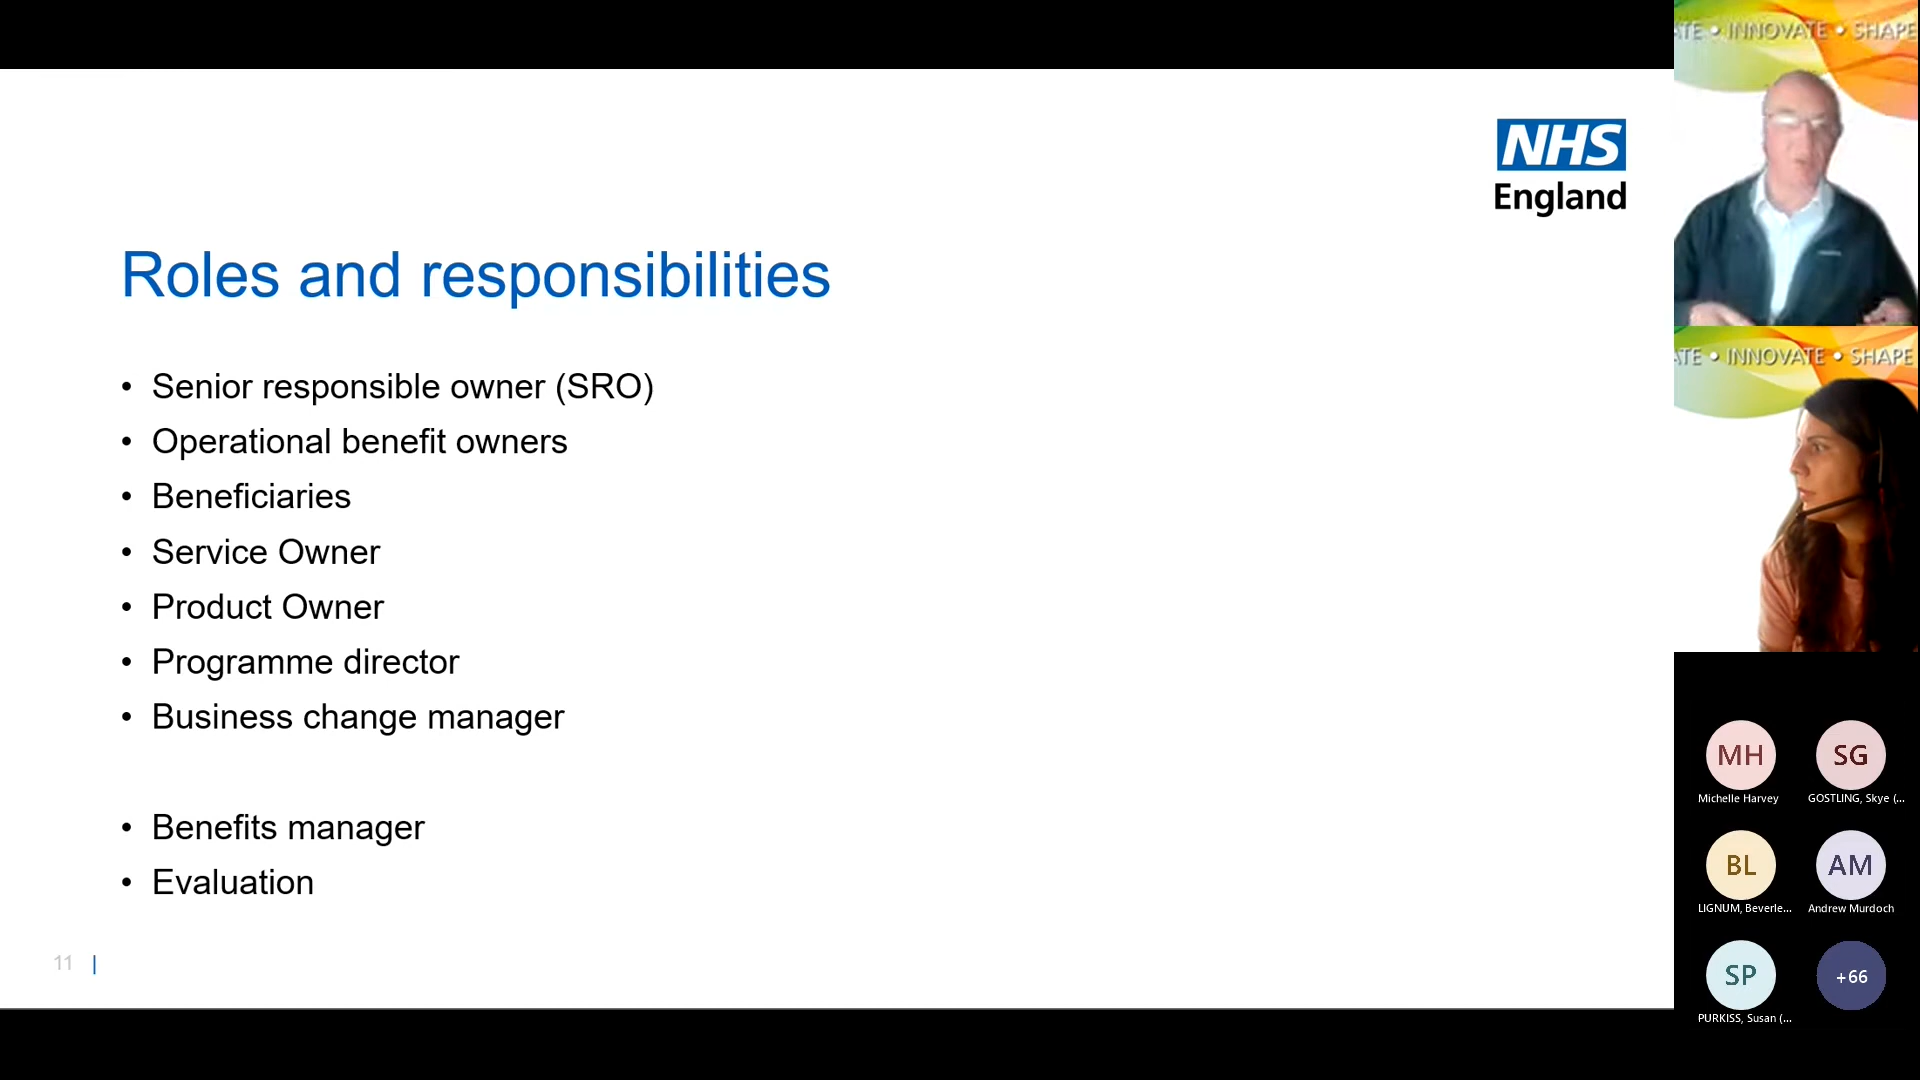 NHS
England
Roles and responsibilities
• Senior responsible owner (SRO)
• Operational benefit owners
• Beneficiaries
• Service Owner
• Product Owner
• Programme director
• Business change manager
• Benefits manager
• Evaluation
11 |
ATE • INNOVATE • SHAPE
ATE • INNOVATE • SHAPE
MH
Michelle Harvey
SG
GOSTLING, Skye (...
BL
LIGNUM, Beverle...
AM
Andrew Murdoch
SP
PURKISS, Susan (...
+66